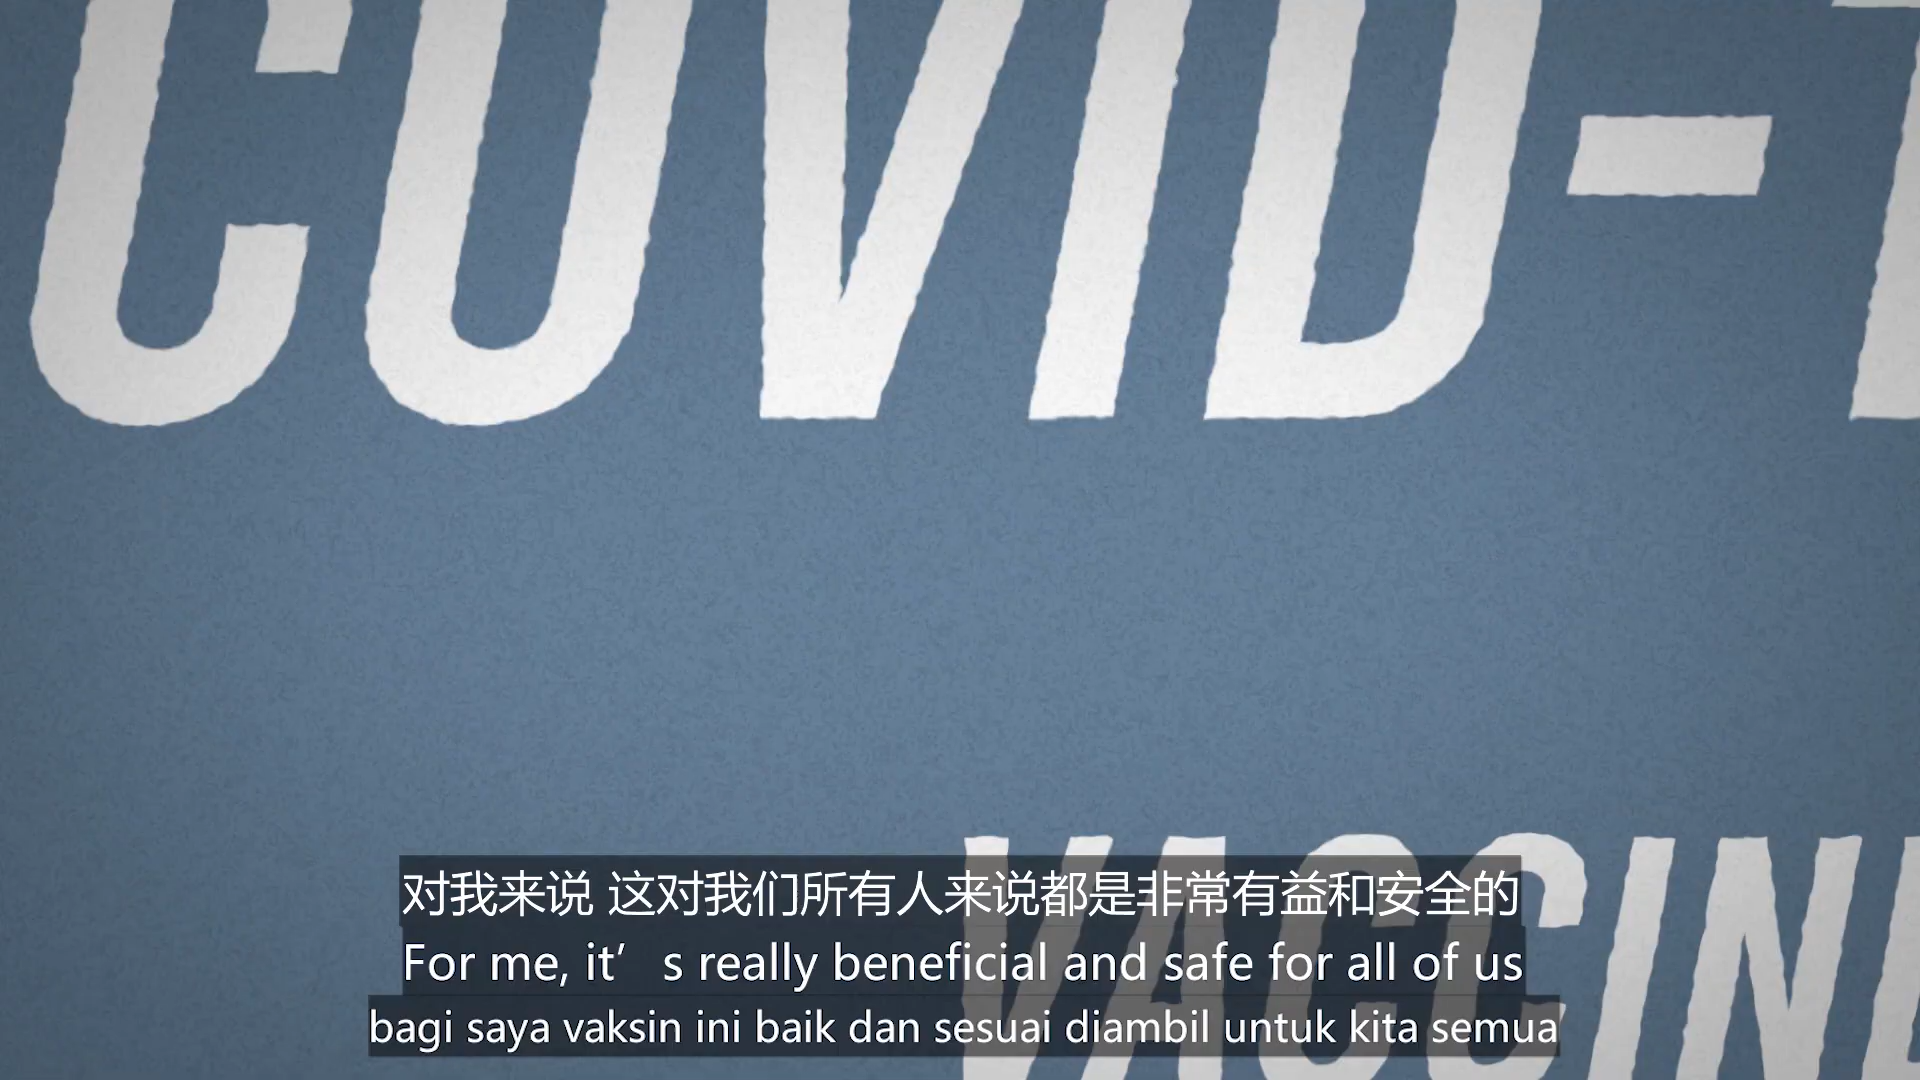 COVID-
VACCINE
对我来说 这对我们所有人来说都是非常有益和安全的
For me, it’s really beneficial and safe for all of us
bagi saya vaksin ini baik dan sesuai diambil untuk kita semua